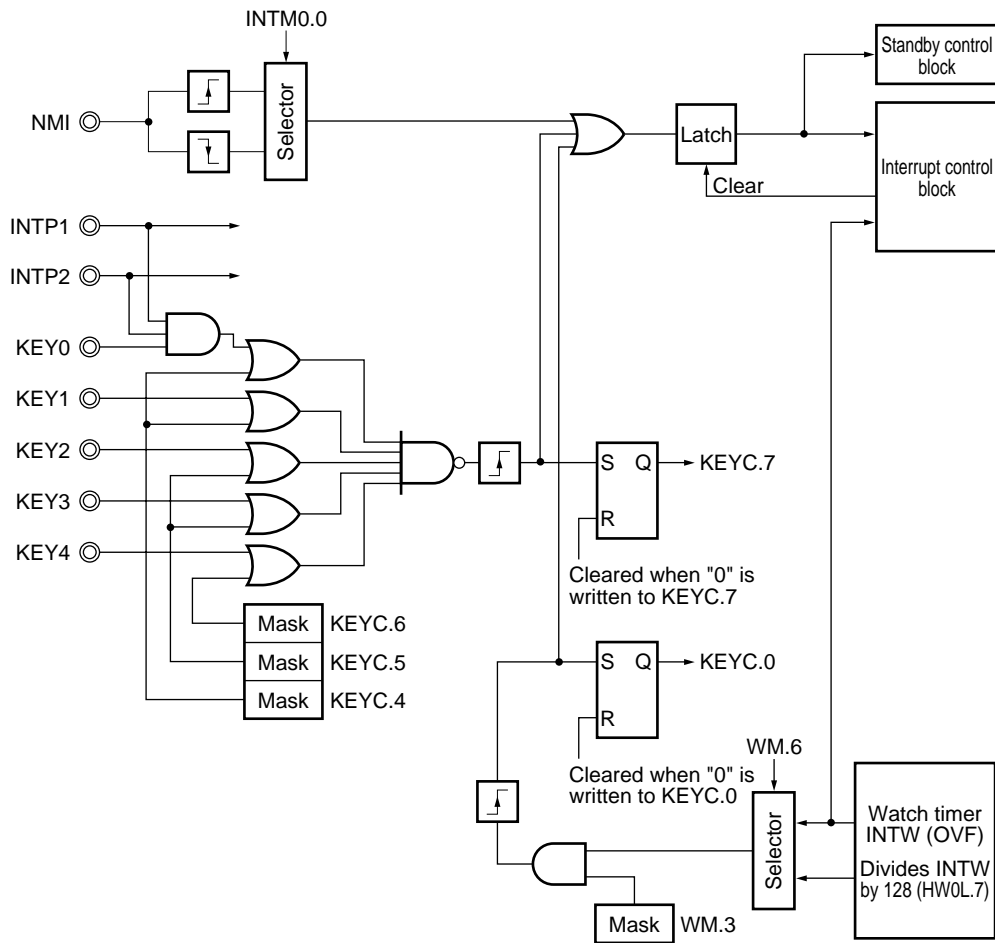 INTM0.0
Standby control
block
NMI
Selector
Latch
Interrupt control
block
Clear
INTP1
INTP2
KEY0
KEY1
KEY2
KEY3
KEY4
S Q
KEYC.7
R
Cleared when "0" is
written to KEYC.7
Mask KEYC.6
Mask KEYC.5
Mask KEYC.4
S Q
KEYC.0
R
Cleared when "0" is
written to KEYC.0
WM.6
Selector
Watch timer
INTW (OVF)
Divides INTW
by 128 (HW0L.7)
Mask WM.3